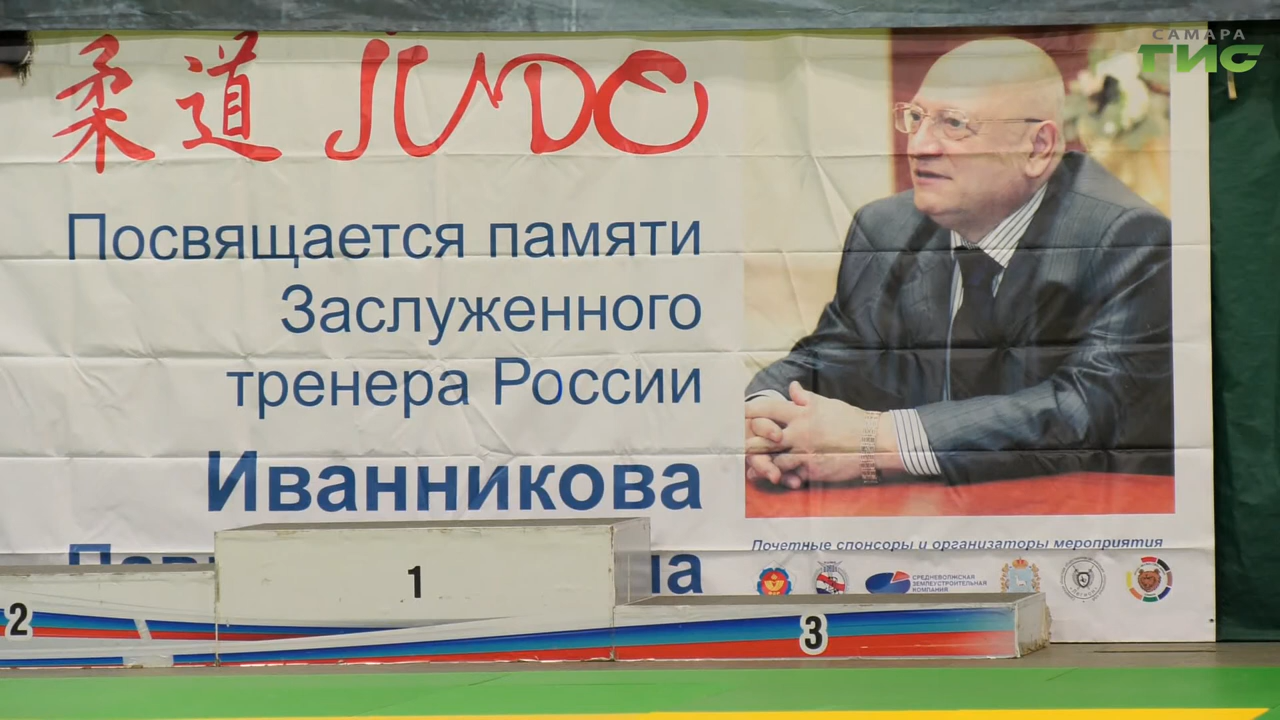 САМАРА
ГИС
柔道 JUDO
Посвящается памяти
Заслуженного
тренера России
Иванникова
Почетные спонсоры и организаторы мероприятия
СРЕДНЕВОЛЖСКАЯ
ЗЕМЛЕУСТРОИТЕЛЬНАЯ
КОМПАНИЯ
1
2
3